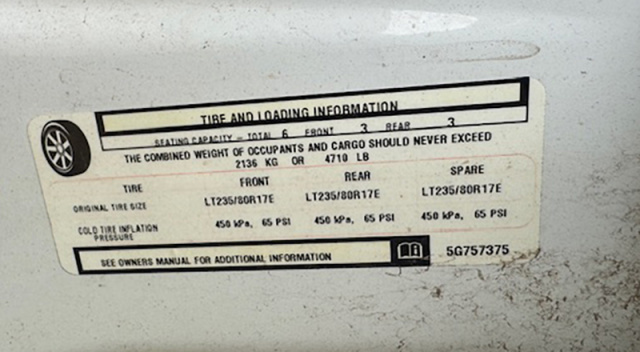 TIRE AND LOADING INFORMATION
SEATING CAPACITY – TOTAL 6 FRONT 3 REAR 3
THE COMBINED WEIGHT OF OCCUPANTS AND CARGO SHOULD NEVER EXCEED
2136 KG OR 4710 LB
TIRE FRONT REAR SPARE
ORIGINAL TIRE SIZE LT235/80R17E LT235/80R17E LT235/80R17E
COLD TIRE INFLATION PRESSURE 450 kPa, 65 PSI 450 kPa, 65 PSI 450 kPa, 65 PSI
SEE OWNERS MANUAL FOR ADDITIONAL INFORMATION 5G757375